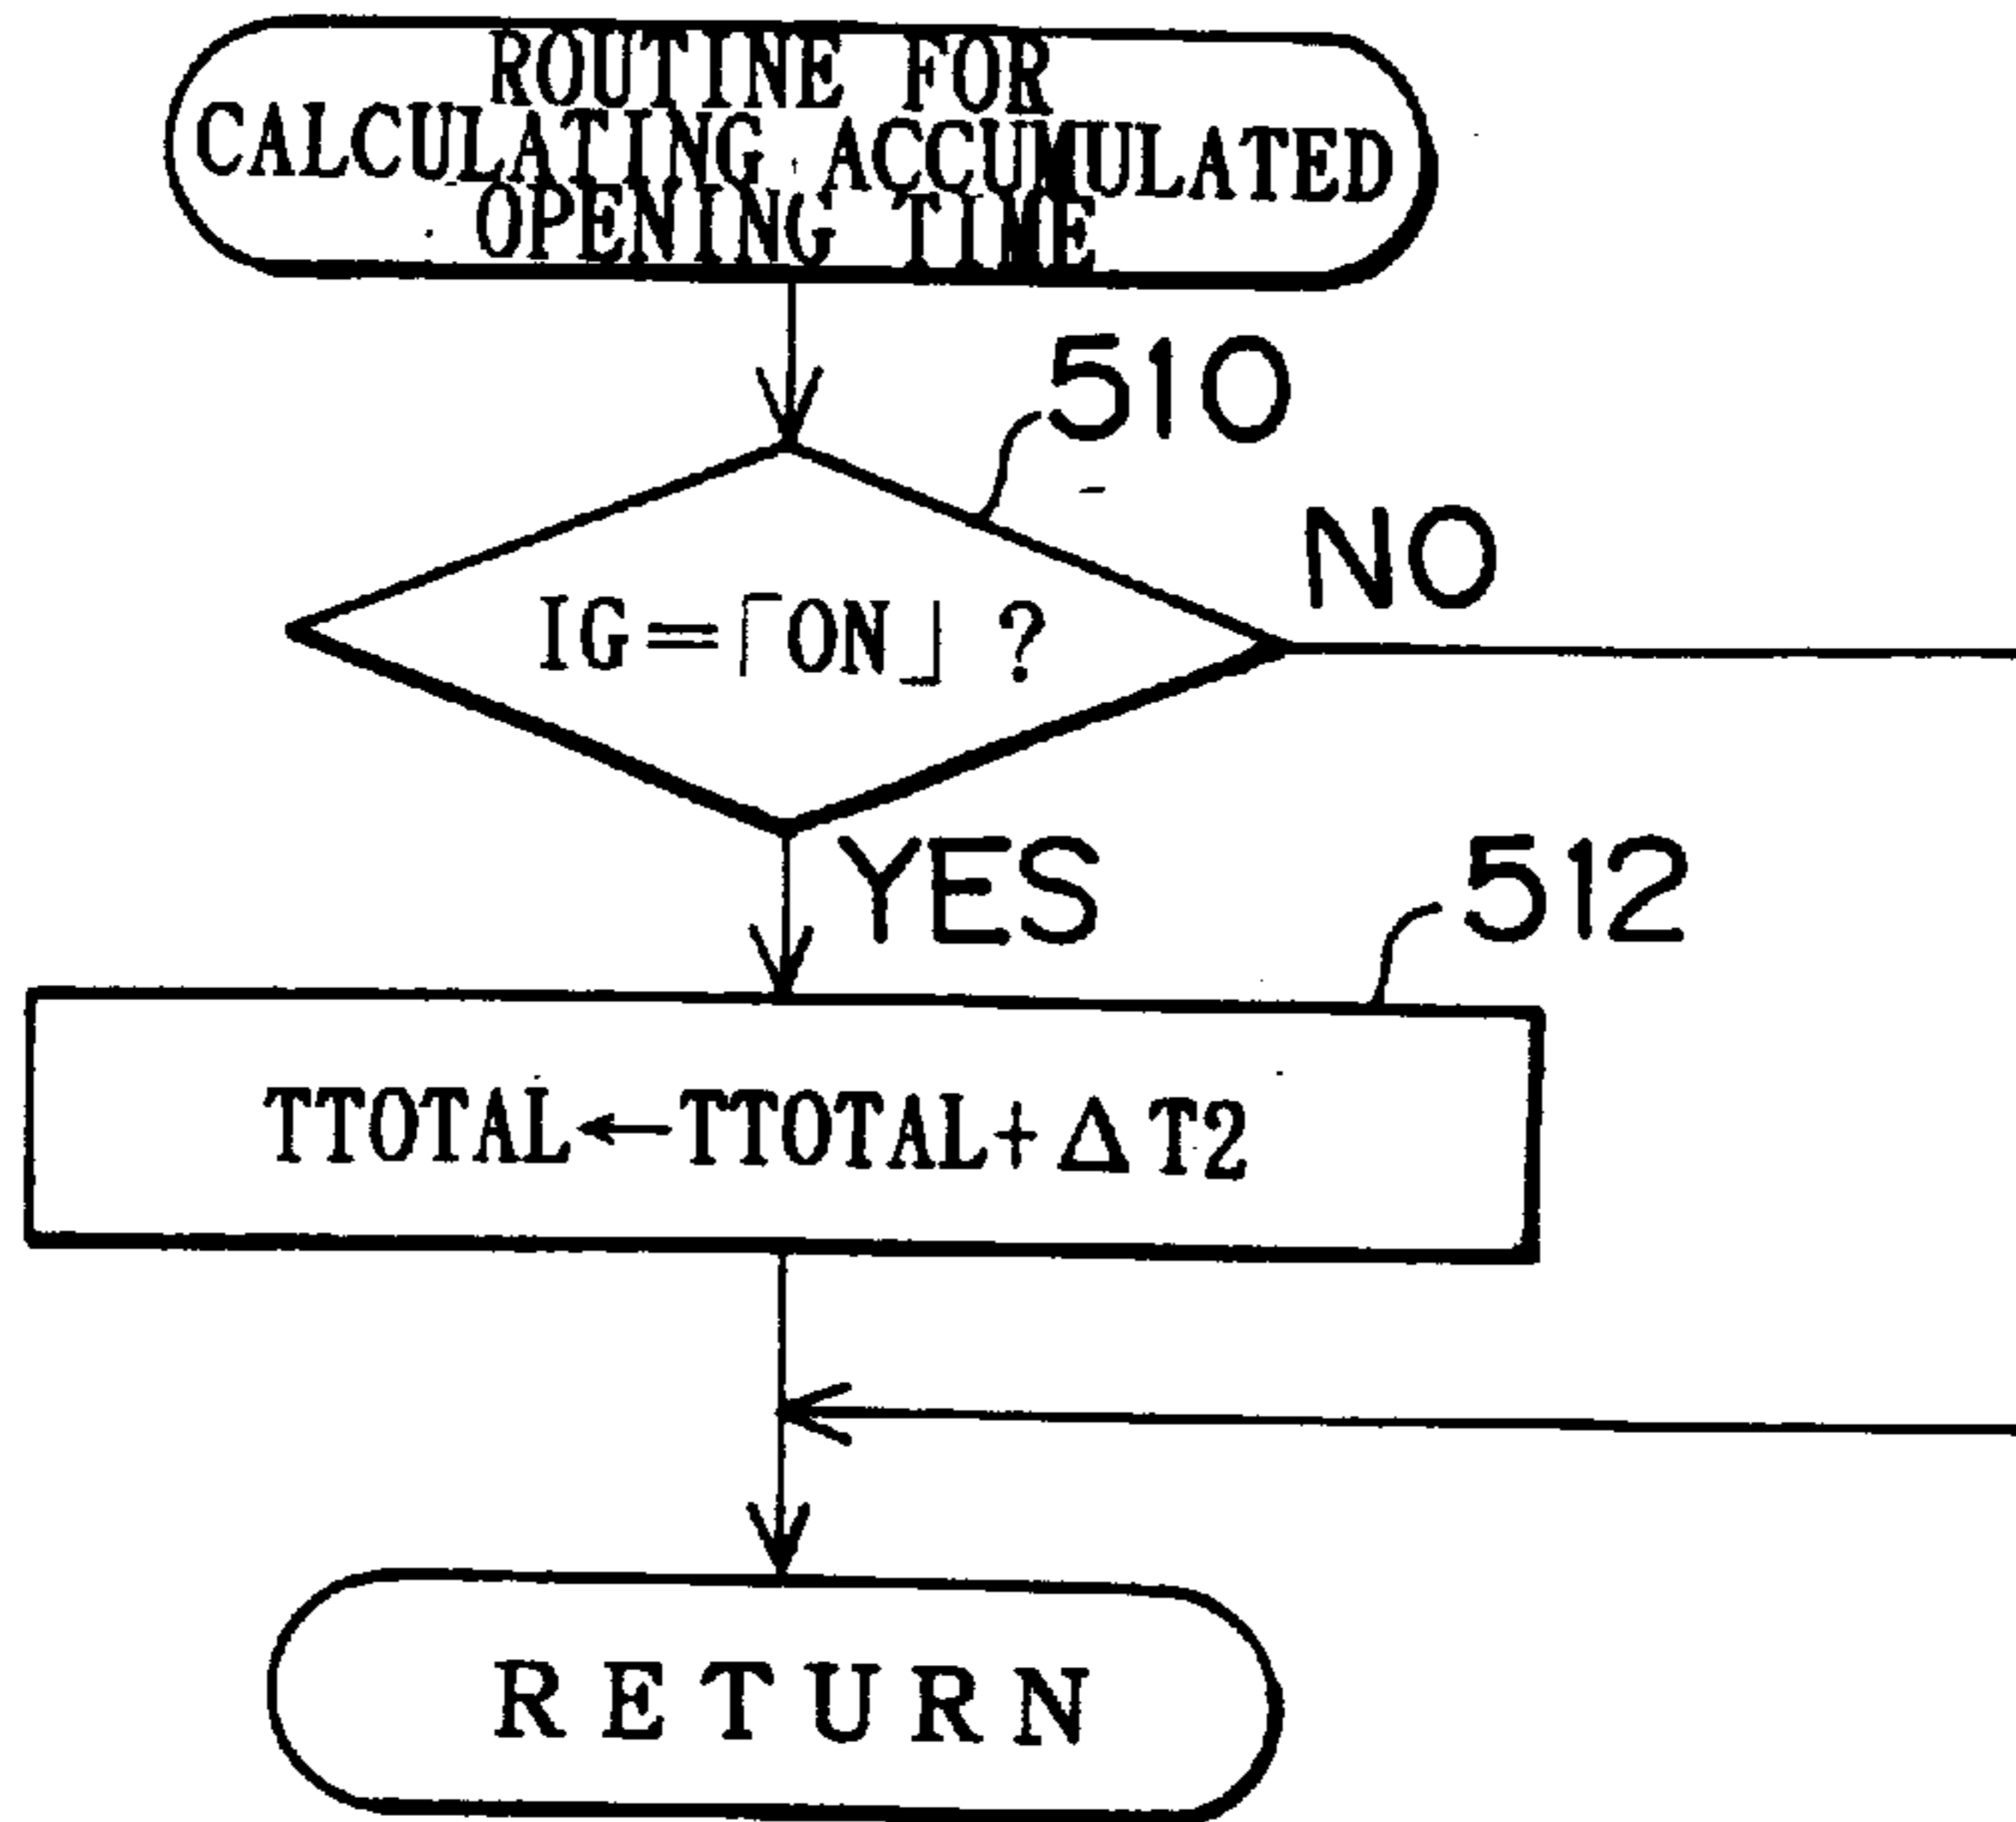 ROUTINE FOR
CALCULATING ACCUMULATED
OPENING TIME
510
IG=「ON」?
NO
YES
512
TTOTAL←TTOTAL+ΔT2
RETURN